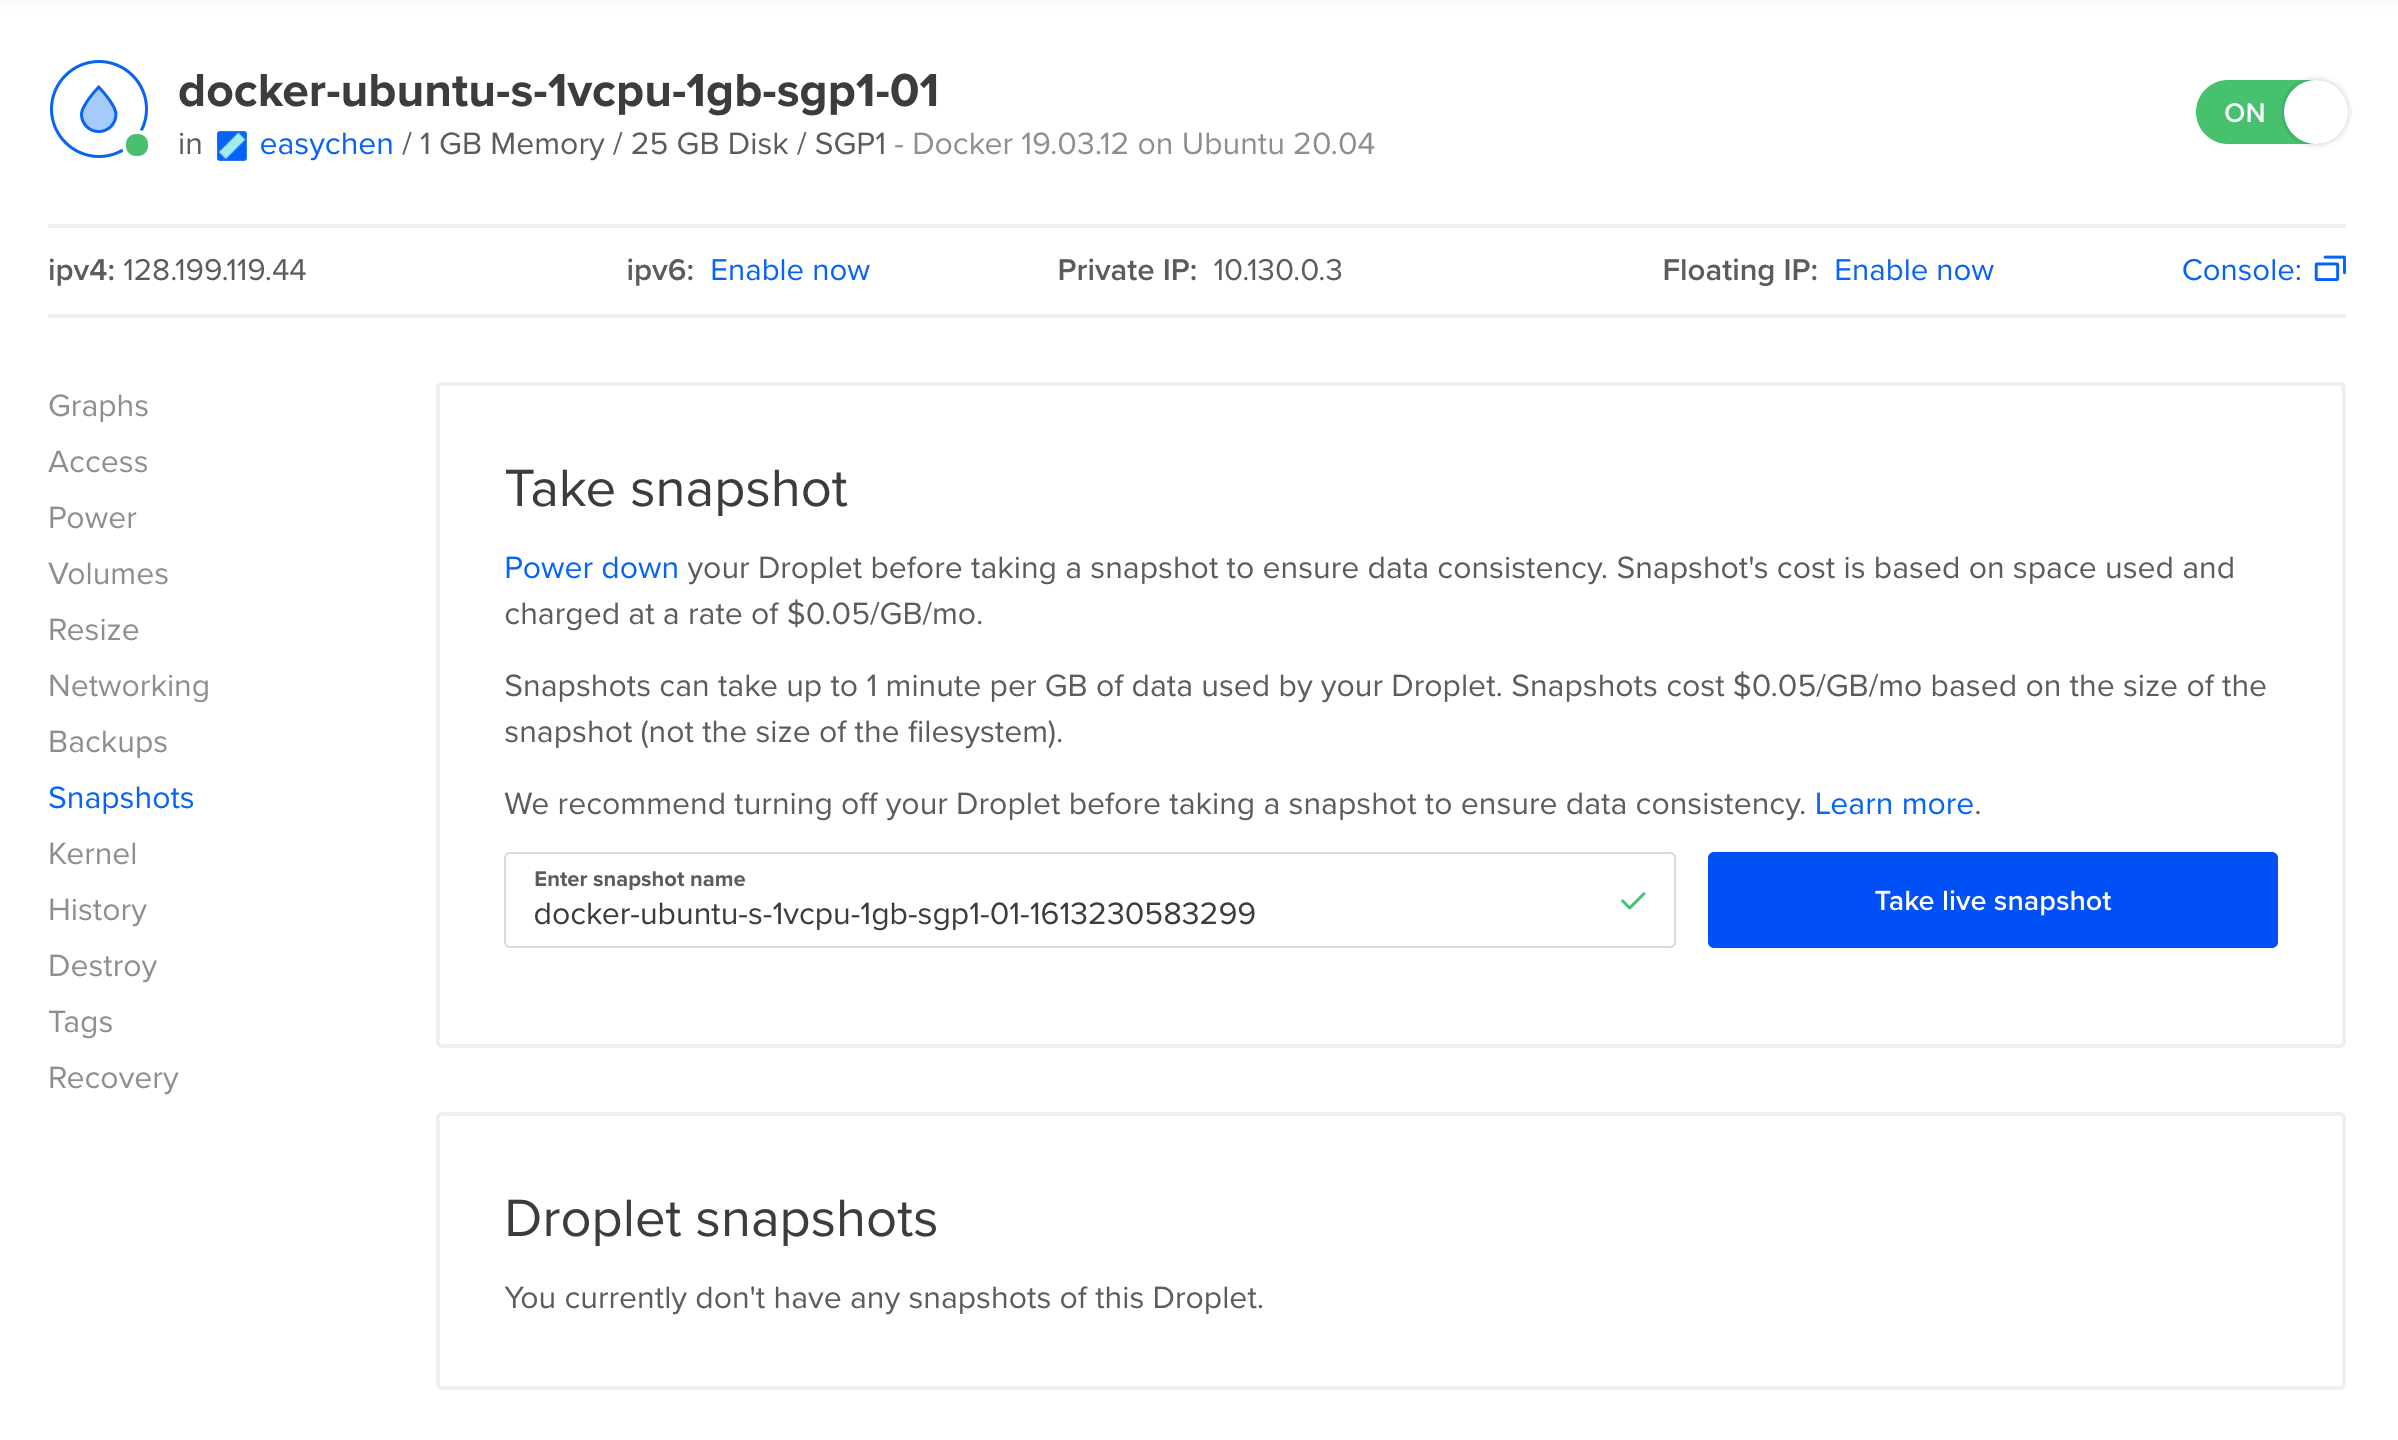 docker-ubuntu-s-1vcpu-1gb-sgp1-01
in easychen / 1 GB Memory / 25 GB Disk / SGP1 - Docker 19.03.12 on Ubuntu 20.04
ON
ipv4: 128.199.119.44
ipv6: Enable now
Private IP: 10.130.0.3
Floating IP: Enable now
Console:
Graphs
Access
Power
Volumes
Resize
Networking
Backups
Snapshots
Kernel
History
Destroy
Tags
Recovery
Take snapshot
Power down your Droplet before taking a snapshot to ensure data consistency. Snapshot's cost is based on space used and
charged at a rate of $0.05/GB/mo.
Snapshots can take up to 1 minute per GB of data used by your Droplet. Snapshots cost $0.05/GB/mo based on the size of the
snapshot (not the size of the filesystem).
We recommend turning off your Droplet before taking a snapshot to ensure data consistency. Learn more.
Enter snapshot name
docker-ubuntu-s-1vcpu-1gb-sgp1-01-1613230583299
Take live snapshot
Droplet snapshots
You currently don't have any snapshots of this Droplet.